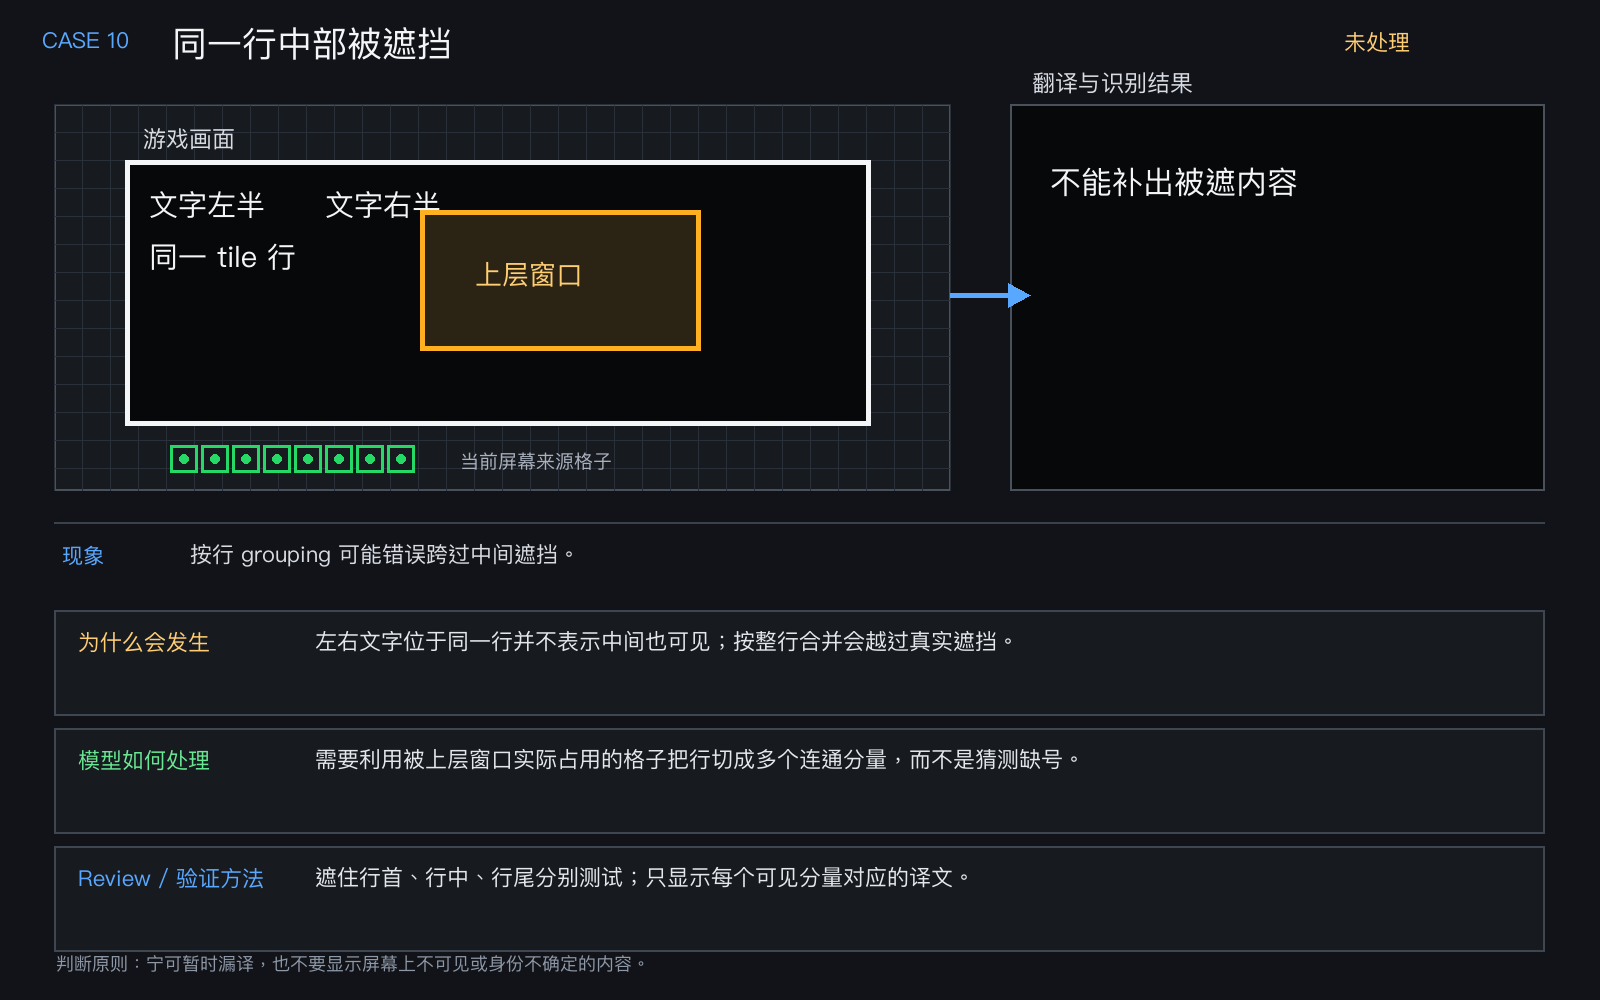 CASE 10 同一行中部被遮挡 未处理
翻译与识别结果
游戏画面
文字左半 文字右半
同一 tile 行
上层窗口
当前屏幕来源格子
不能补出被遮内容
现象 按行 grouping 可能错误跨过中间遮挡。
为什么会发生 左右文字位于同一行并不表示中间也可见；按整行合并会越过真实遮挡。
模型如何处理 需要利用被上层窗口实际占用的格子把行切成多个连通分量，而不是猜测缺号。
Review / 验证方法 遮住行首、行中、行尾分别测试；只显示每个可见分量对应的译文。
判断原则：宁可暂时漏译，也不要显示屏幕上不可见或身份不确定的内容。